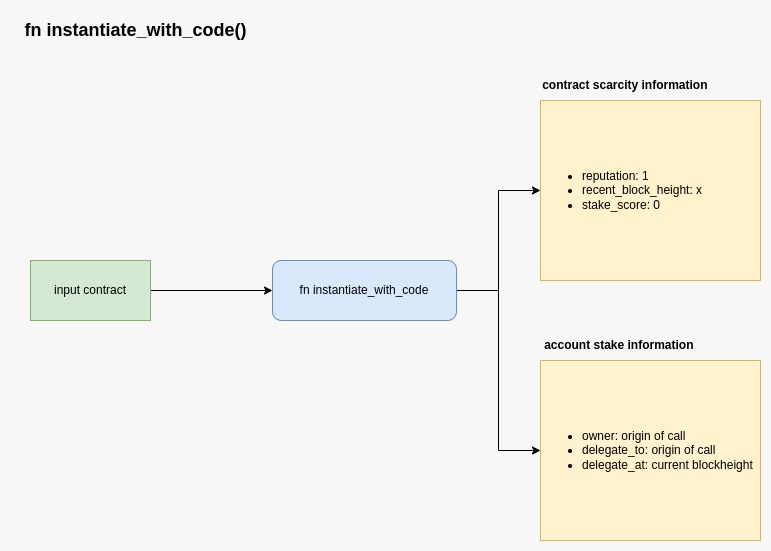 fn instantiate_with_code()
contract scarcity information
reputation: 1
recent_block_height: x
stake_score: 0
input contract
fn instantiate_with_code
account stake information
owner: origin of call
delegate_to: origin of call
delegate_at: current blockheight